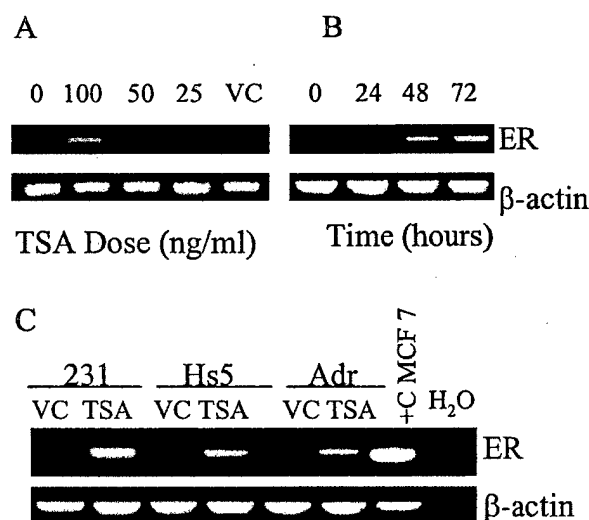 A
B
0 100 50 25 VC
0 24 48 72
ER
β-actin
TSA Dose (ng/ml)
Time (hours)
C
231 Hs5 Adr
+C MCF 7
H₂O
VC TSA VC TSA VC TSA
ER
β-actin